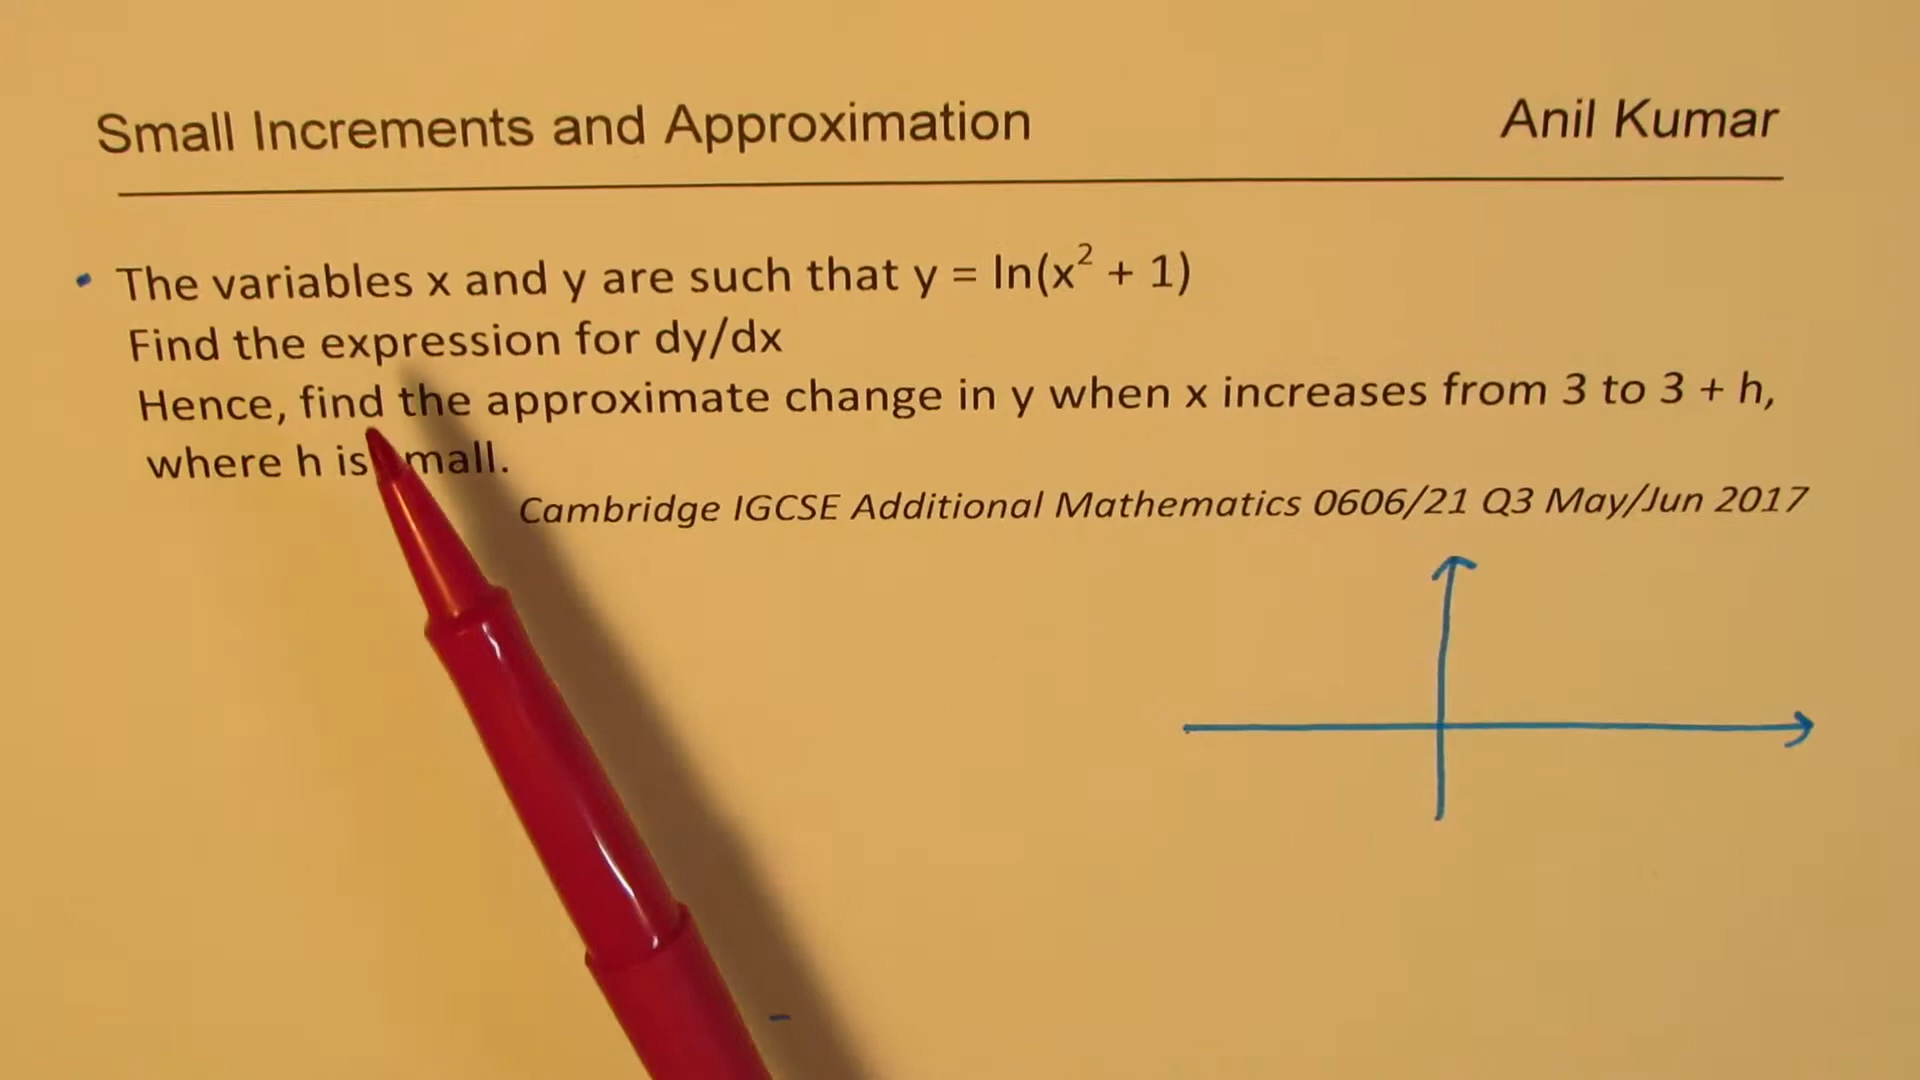 Small Increments and Approximation Anil Kumar
• The variables x and y are such that y = ln(x² + 1)
Find the expression for dy/dx
Hence, find the approximate change in y when x increases from 3 to 3 + h,
where h is small.
Cambridge IGCSE Additional Mathematics 0606/21 Q3 May/Jun 2017